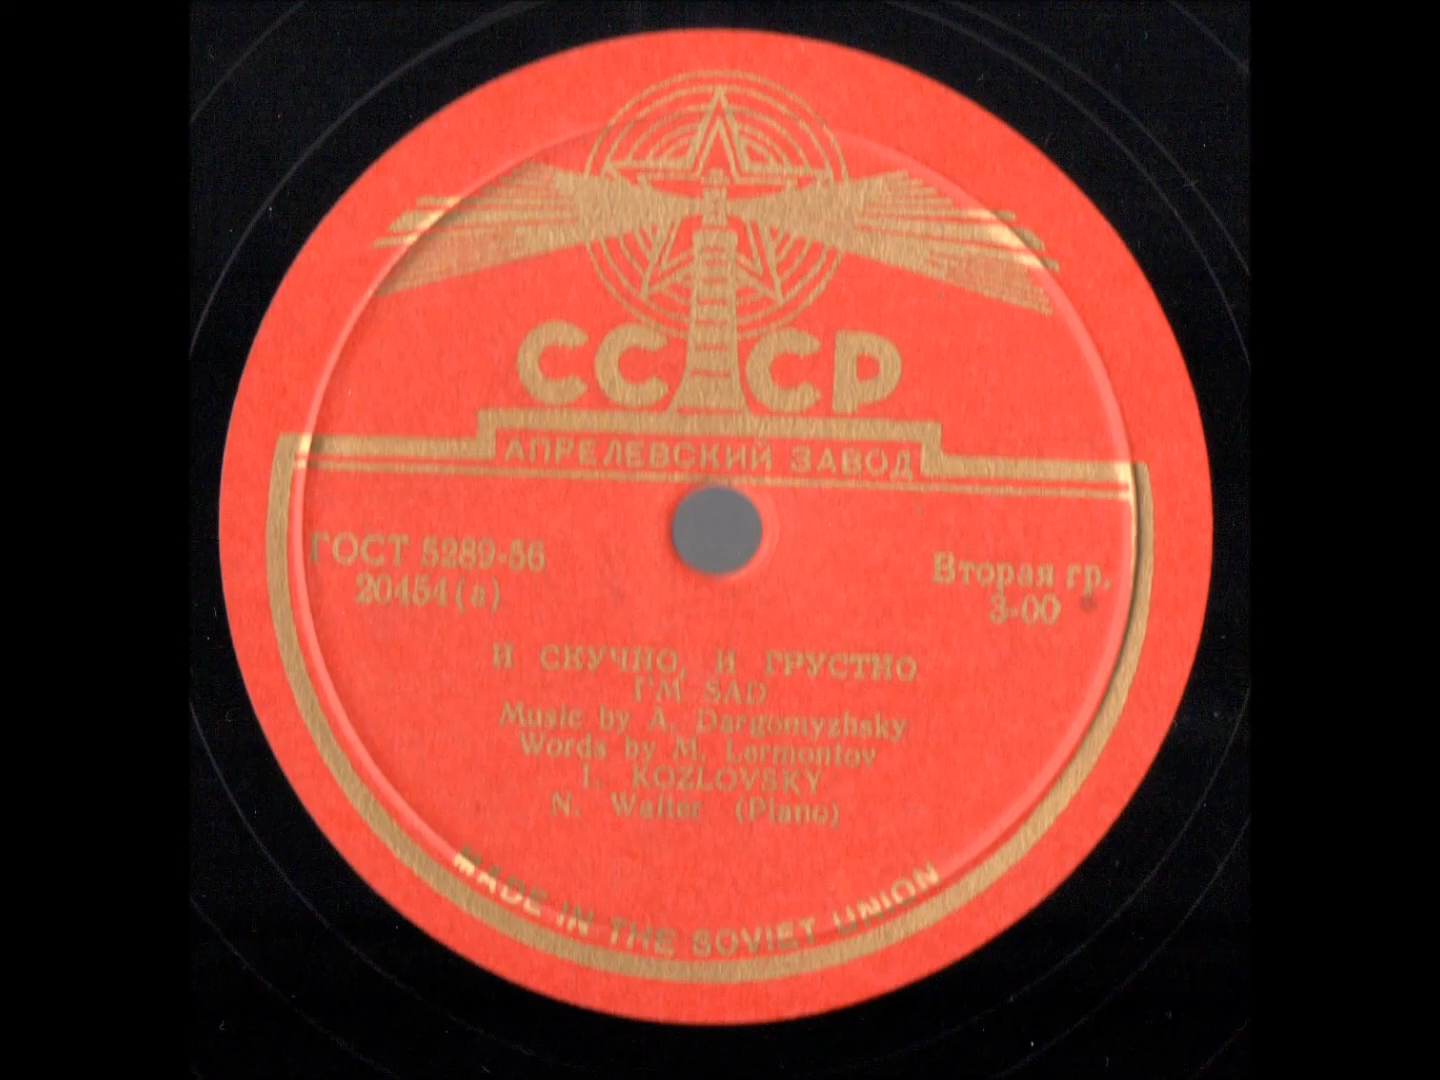 СССР
АПРЕЛЕВСКИЙ ЗАВОД
ГОСТ 5289-56
20454(а)
Вторая гр.
3-00
И СКУЧНО, И ГРУСТНО
I'M SAD
Music by A. Dargomyzhsky
Words by M. Lermontov
I. KOZLOVSKY
N. Walter (Piano)
MADE IN THE SOVIET UNION